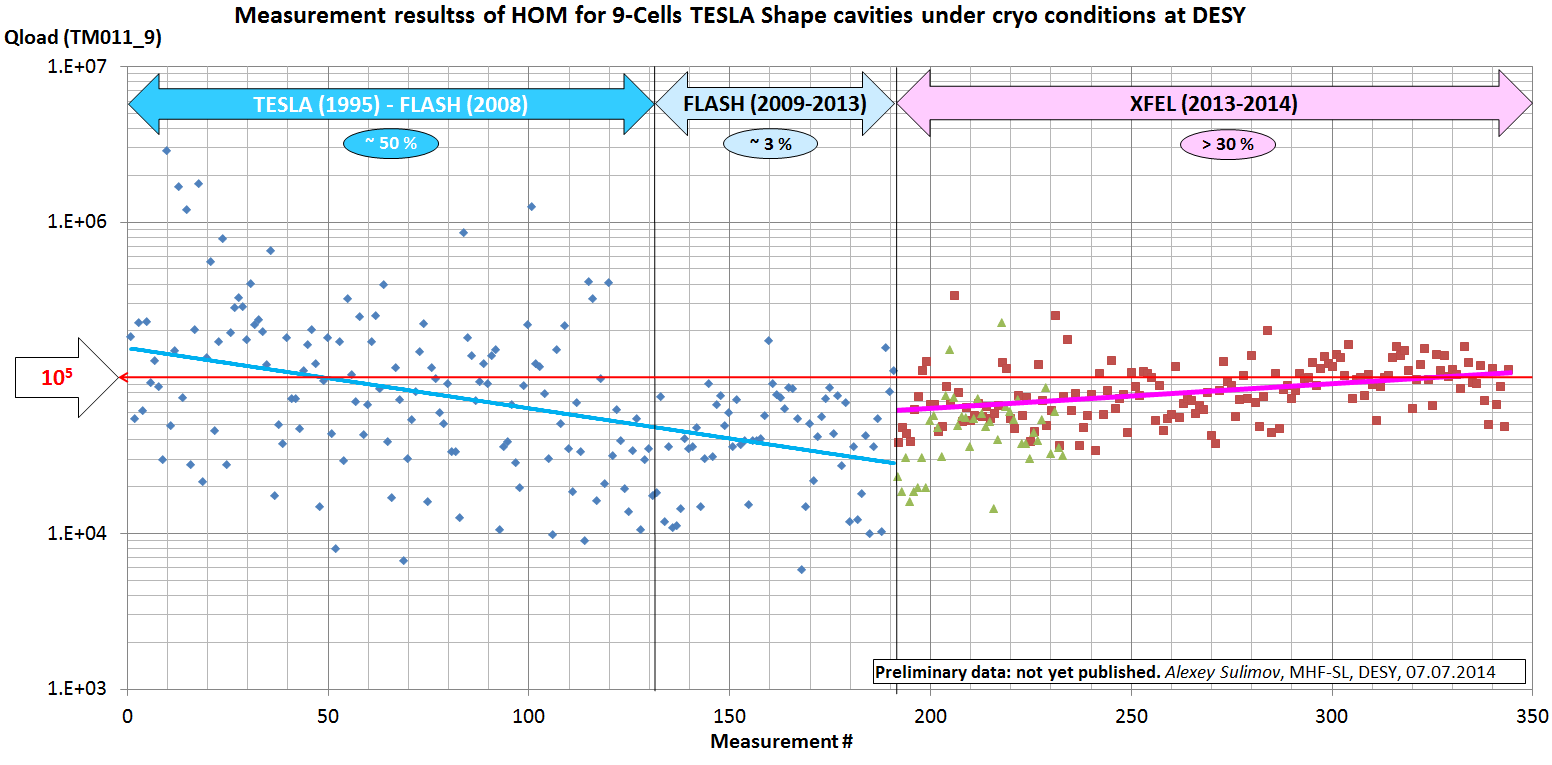 Measurement resultss of HOM for 9-Cells TESLA Shape cavities under cryo conditions at DESY
Qload (TM011_9)
1.E+07
TESLA (1995) - FLASH (2008)
FLASH (2009-2013)
XFEL (2013-2014)
~ 50 %
~ 3 %
> 30 %
1.E+06
10⁵
1.E+05
1.E+04
Preliminary data: not yet published. Alexey Sulimov, MHF-SL, DESY, 07.07.2014
1.E+03
0 50 100 150 200 250 300 350
Measurement #